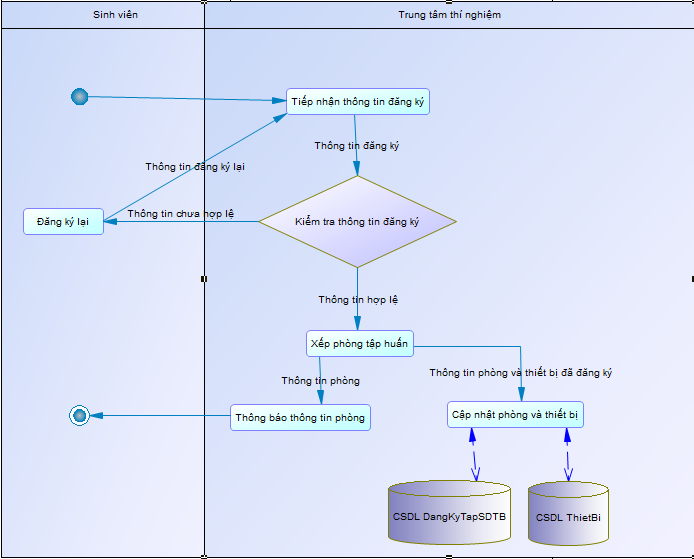 Sinh viên
Trung tâm thí nghiệm
Tiếp nhận thông tin đăng ký
Thông tin đăng ký
Thông tin đăng ký lại
Thông tin chưa hợp lệ
Đăng ký lại
Kiểm tra thông tin đăng ký
Thông tin hợp lệ
Xếp phòng tập huấn
Thông tin phòng và thiết bị đã đăng ký
Thông tin phòng
Thông báo thông tin phòng
Cập nhật phòng và thiết bị
CSDL DangKyTapSDTB
CSDL ThietBi